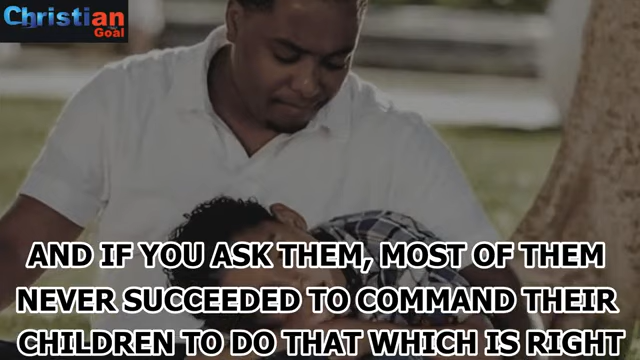 Christian
Goal
AND IF YOU ASK THEM, MOST OF THEM
NEVER SUCCEEDED TO COMMAND THEIR
CHILDREN TO DO THAT WHICH IS RIGHT